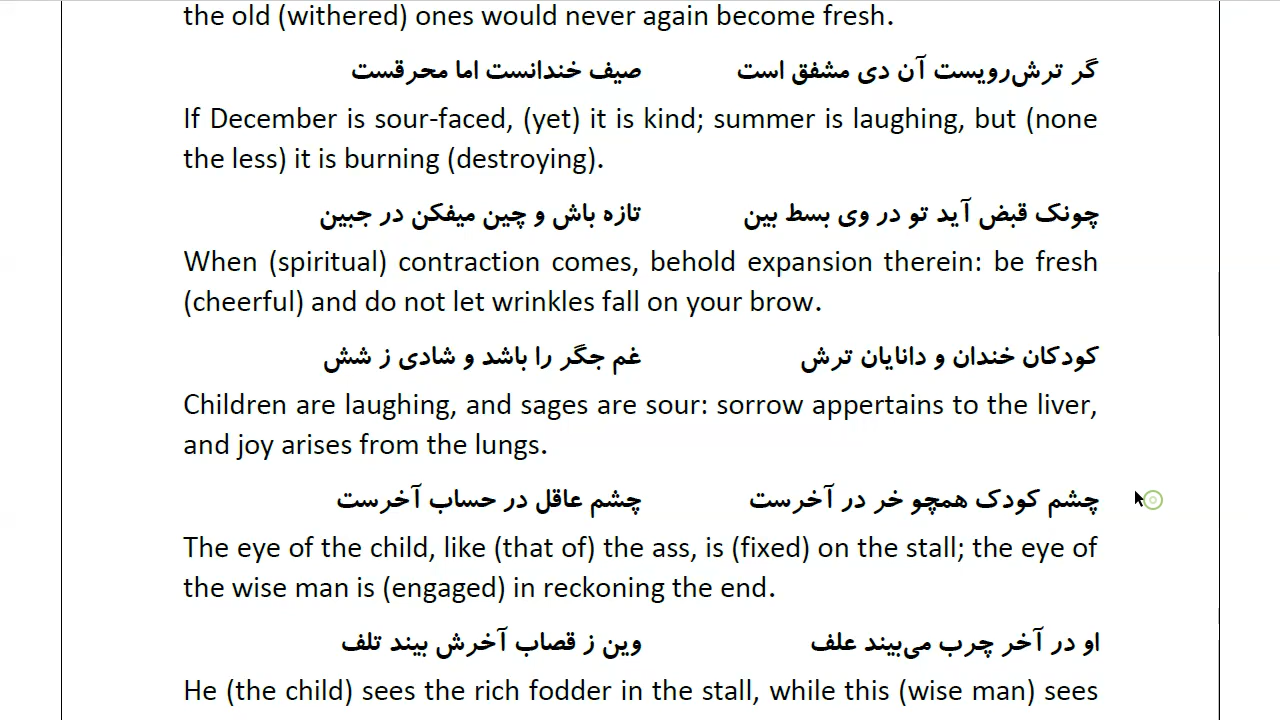 the old (withered) ones would never again become fresh.
گر ترش‌رویست آن دی مشفق است صیف خندانست اما محرقست
If December is sour-faced, (yet) it is kind; summer is laughing, but (none
the less) it is burning (destroying).
چونک قبض آید تو در وی بسط بین تازه باش و چین میفکن در جبین
When (spiritual) contraction comes, behold expansion therein: be fresh
(cheerful) and do not let wrinkles fall on your brow.
کودکان خندان و دانایان ترش غم جگر را باشد و شادی ز شش
Children are laughing, and sages are sour: sorrow appertains to the liver,
and joy arises from the lungs.
چشم کودک همچو خر در آخرست چشم عاقل در حساب آخرست
The eye of the child, like (that of) the ass, is (fixed) on the stall; the eye of
the wise man is (engaged) in reckoning the end.
او در آخر چرب می‌بیند علف وین ز قصاب آخرش بیند تلف
He (the child) sees the rich fodder in the stall, while this (wise man) sees